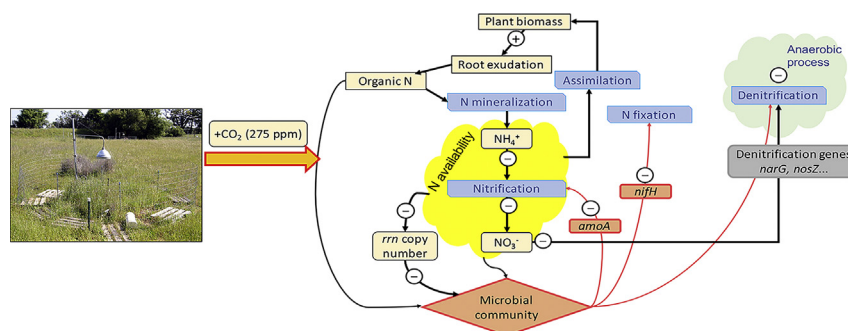 Plant biomass
+
Root exudation
Organic N
Assimilation
N mineralization
N fixation
Anaerobic
process
−
Denitrification
+CO₂ (275 ppm)
NH₄⁺
−
N availability
Nitrification
−
−
−
nifH
−
amoA
Denitrification genes
narG, nosZ...
rrn copy
number
NO₃⁻
−
−
Microbial
community